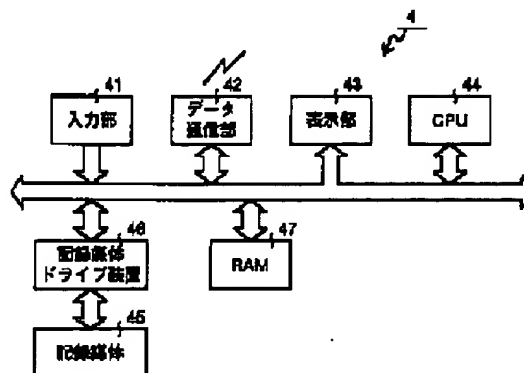 4
41
42
43
44
入力部
データ
通信部
表示部
CPU
46
47
記録媒体
ドライブ装置
RAM
45
記録媒体